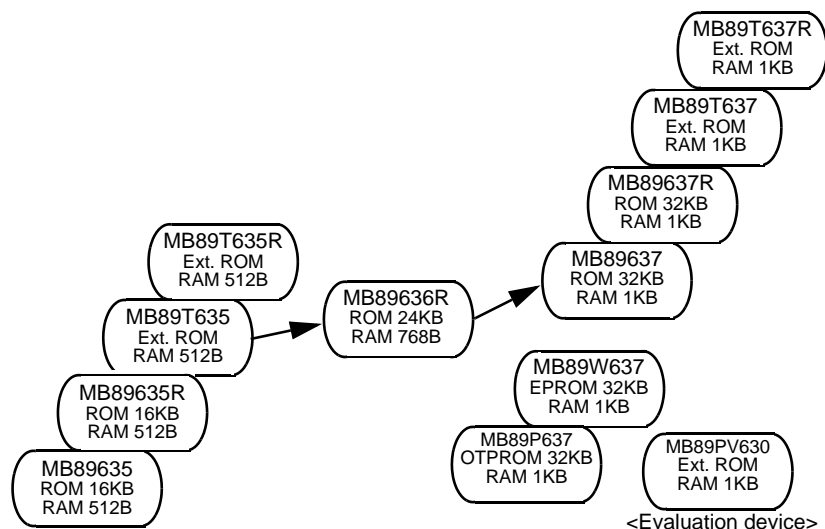 MB89T637R
Ext. ROM
RAM 1KB
MB89T637
Ext. ROM
RAM 1KB
MB89637R
ROM 32KB
RAM 1KB
MB89637
ROM 32KB
RAM 1KB
MB89T635R
Ext. ROM
RAM 512B
MB89T635
Ext. ROM
RAM 512B
MB89636R
ROM 24KB
RAM 768B
MB89635R
ROM 16KB
RAM 512B
MB89635
ROM 16KB
RAM 512B
MB89W637
EPROM 32KB
RAM 1KB
MB89P637
OTPROM 32KB
RAM 1KB
MB89PV630
Ext. ROM
RAM 1KB
<Evaluation device>